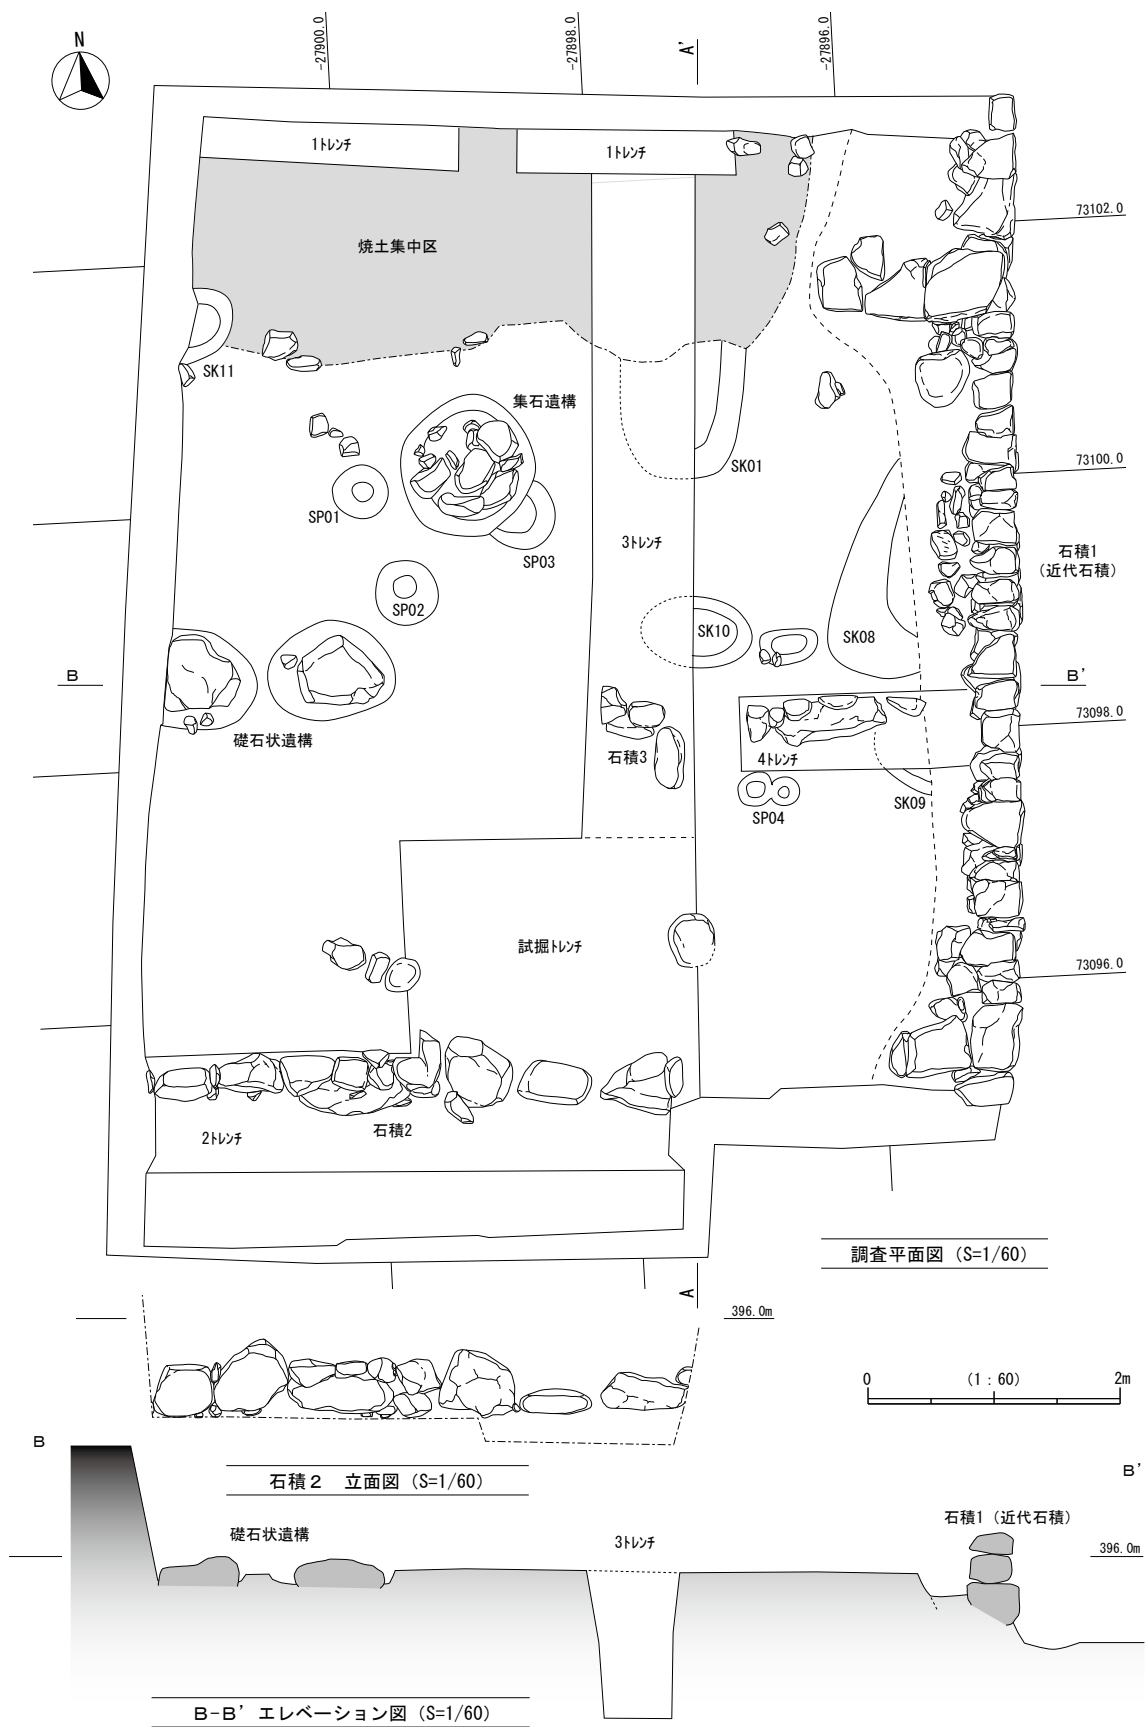 N
-27900.0
-27898.0
A'
-27896.0
1トレンチ
1トレンチ
73102.0
焼土集中区
SK11
集石遺構
SK01
73100.0
SP01
SP03
3トレンチ
石積1
(近代石積)
SP02
SK10
SK08
B
B'
礎石状遺構
石積3
4トレンチ
73098.0
SP04
SK09
試掘トレンチ
73096.0
2トレンチ
石積2
調査平面図 (S=1/60)
A
396.0m
0 (1:60) 2m
B
石積2 立面図 (S=1/60)
B'
礎石状遺構
3トレンチ
石積1 (近代石積)
396.0m
B-B' エレベーション図 (S=1/60)